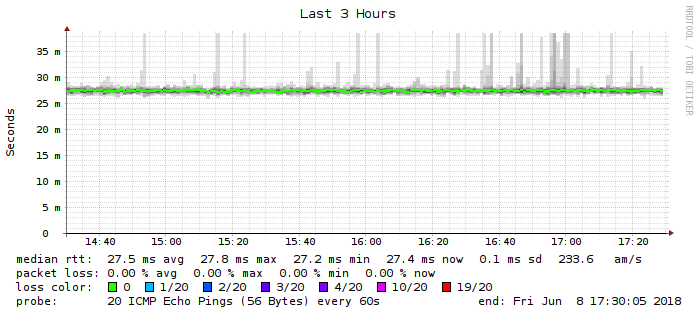 Last 3 Hours
RRDTOOL / TOBI OETIKER
Seconds
35 m
30 m
25 m
20 m
15 m
10 m
5 m
0
14:40 15:00 15:20 15:40 16:00 16:20 16:40 17:00 17:20
median rtt: 27.5 ms avg 27.8 ms max 27.2 ms min 27.4 ms now 0.1 ms sd 233.6 am/s
packet loss: 0.00 % avg 0.00 % max 0.00 % min 0.00 % now
loss color: 0 1/20 2/20 3/20 4/20 10/20 19/20
probe: 20 ICMP Echo Pings (56 Bytes) every 60s end: Fri Jun 8 17:30:05 2018